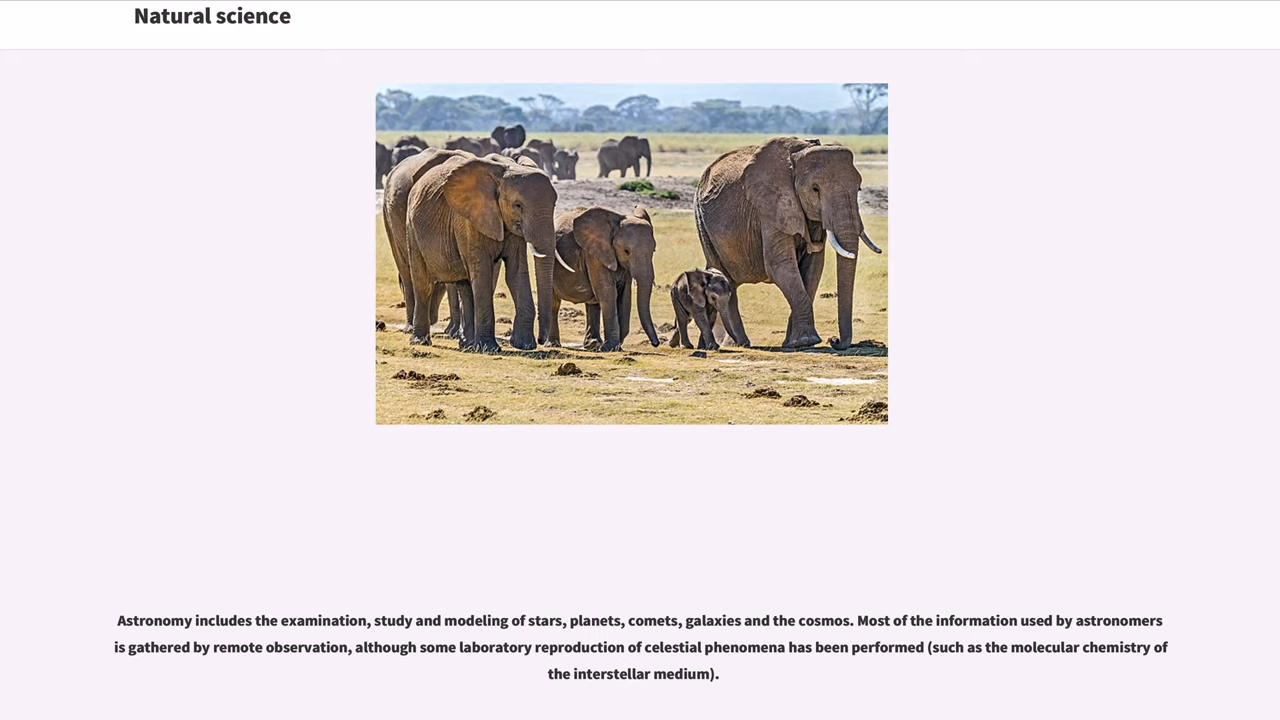 Natural science
Astronomy includes the examination, study and modeling of stars, planets, comets, galaxies and the cosmos. Most of the information used by astronomers
is gathered by remote observation, although some laboratory reproduction of celestial phenomena has been performed (such as the molecular chemistry of
the interstellar medium).